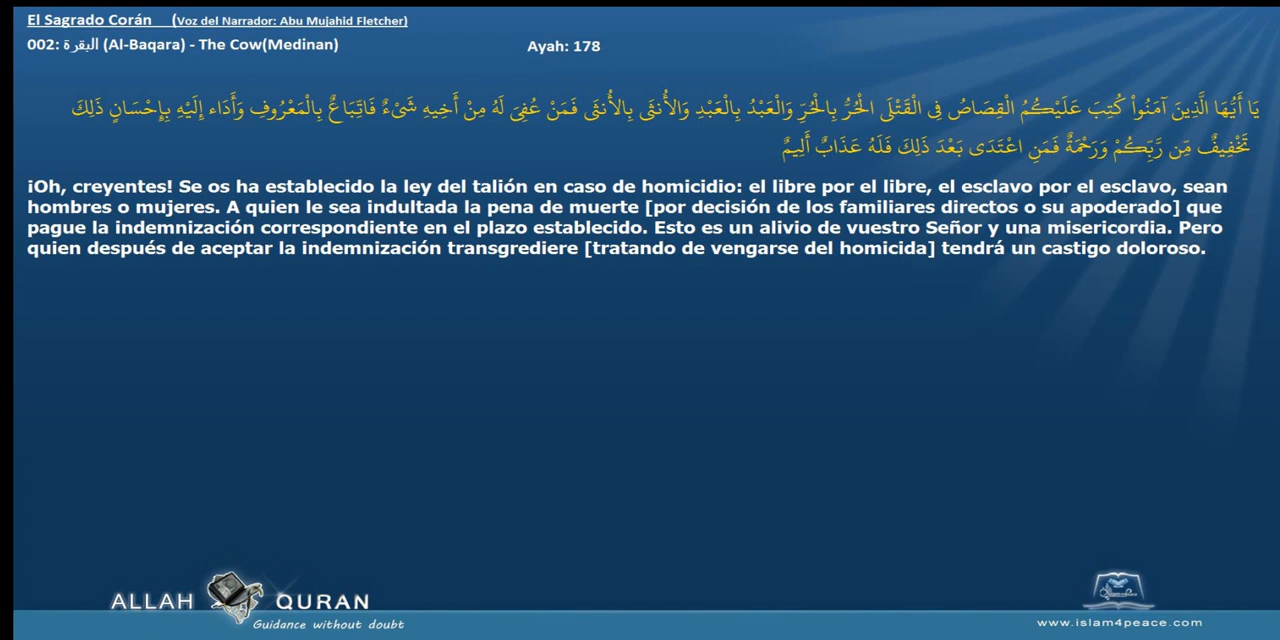 El Sagrado Corán (Voz del Narrador: Abu Mujahid Fletcher)
002: البقرة (Al-Baqara) - The Cow(Medinan)
Ayah: 178
يَا أَيُّهَا الَّذِينَ آمَنُواْ كُتِبَ عَلَيْكُمُ الْقِصَاصُ فِي الْقَتْلَى الْحُرُّ بِالْحُرِّ وَالْعَبْدُ بِالْعَبْدِ وَالأُنثَى بِالأُنثَى فَمَنْ عُفِيَ لَهُ مِنْ أَخِيهِ شَيْءٌ فَاتِّبَاعٌ بِالْمَعْرُوفِ وَأَدَاء إِلَيْهِ بِإِحْسَانٍ ذَلِكَ
تَخْفِيفٌ مِّن رَّبِّكُمْ وَرَحْمَةٌ فَمَنِ اعْتَدَى بَعْدَ ذَلِكَ فَلَهُ عَذَابٌ أَلِيمٌ
¡Oh, creyentes! Se os ha establecido la ley del talión en caso de homicidio: el libre por el libre, el esclavo por el esclavo, sean
hombres o mujeres. A quien le sea indultada la pena de muerte [por decisión de los familiares directos o su apoderado] que
pague la indemnización correspondiente en el plazo establecido. Esto es un alivio de vuestro Señor y una misericordia. Pero
quien después de aceptar la indemnización transgrediere [tratando de vengarse del homicida] tendrá un castigo doloroso.
ALLAH QURAN
Guidance without doubt
www.islam4peace.com